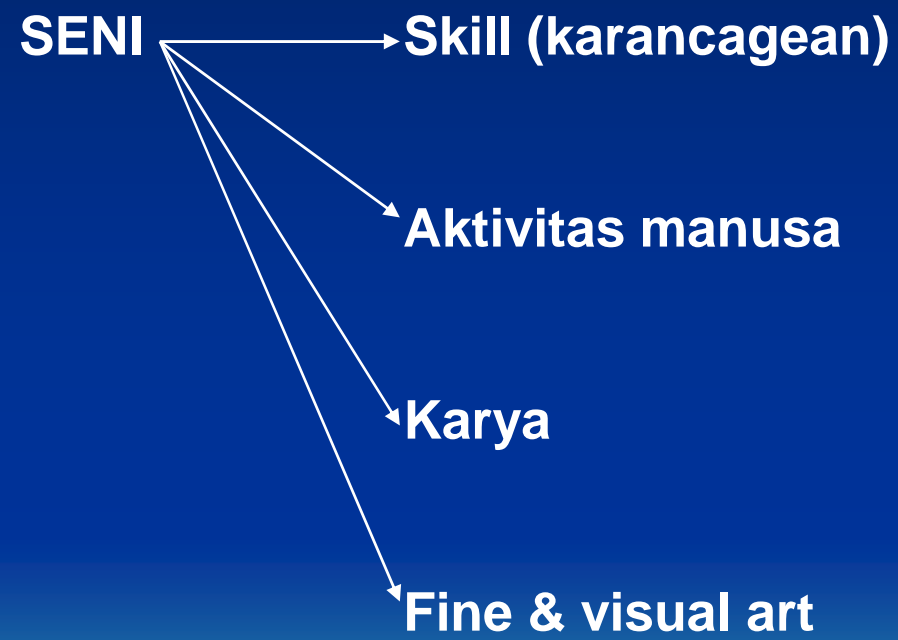 SENI
Skill (karancagean)
Aktivitas manusa
Karya
Fine & visual art